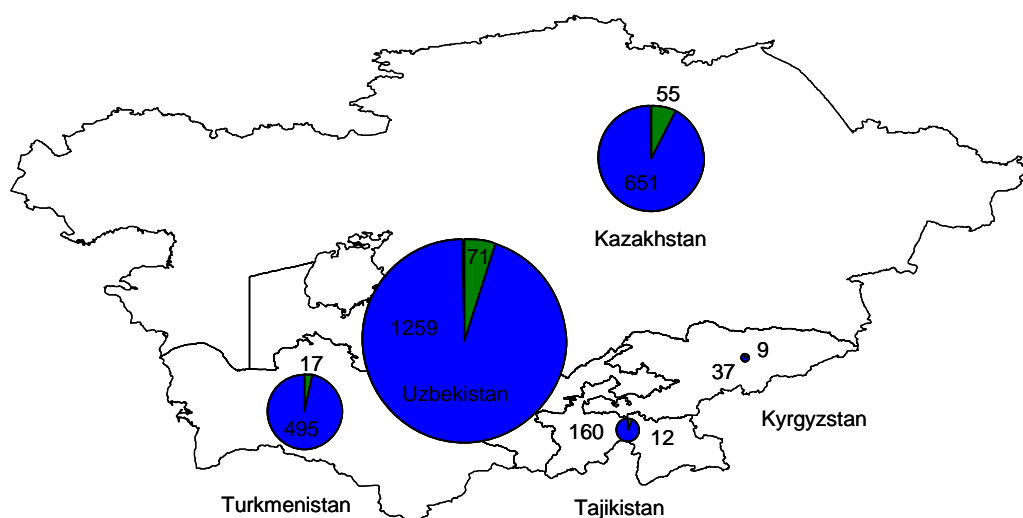 55
651
Kazakhstan
71
1259
Uzbekistan
17
495
Turkmenistan
9
37
Kyrgyzstan
160
12
Tajikistan